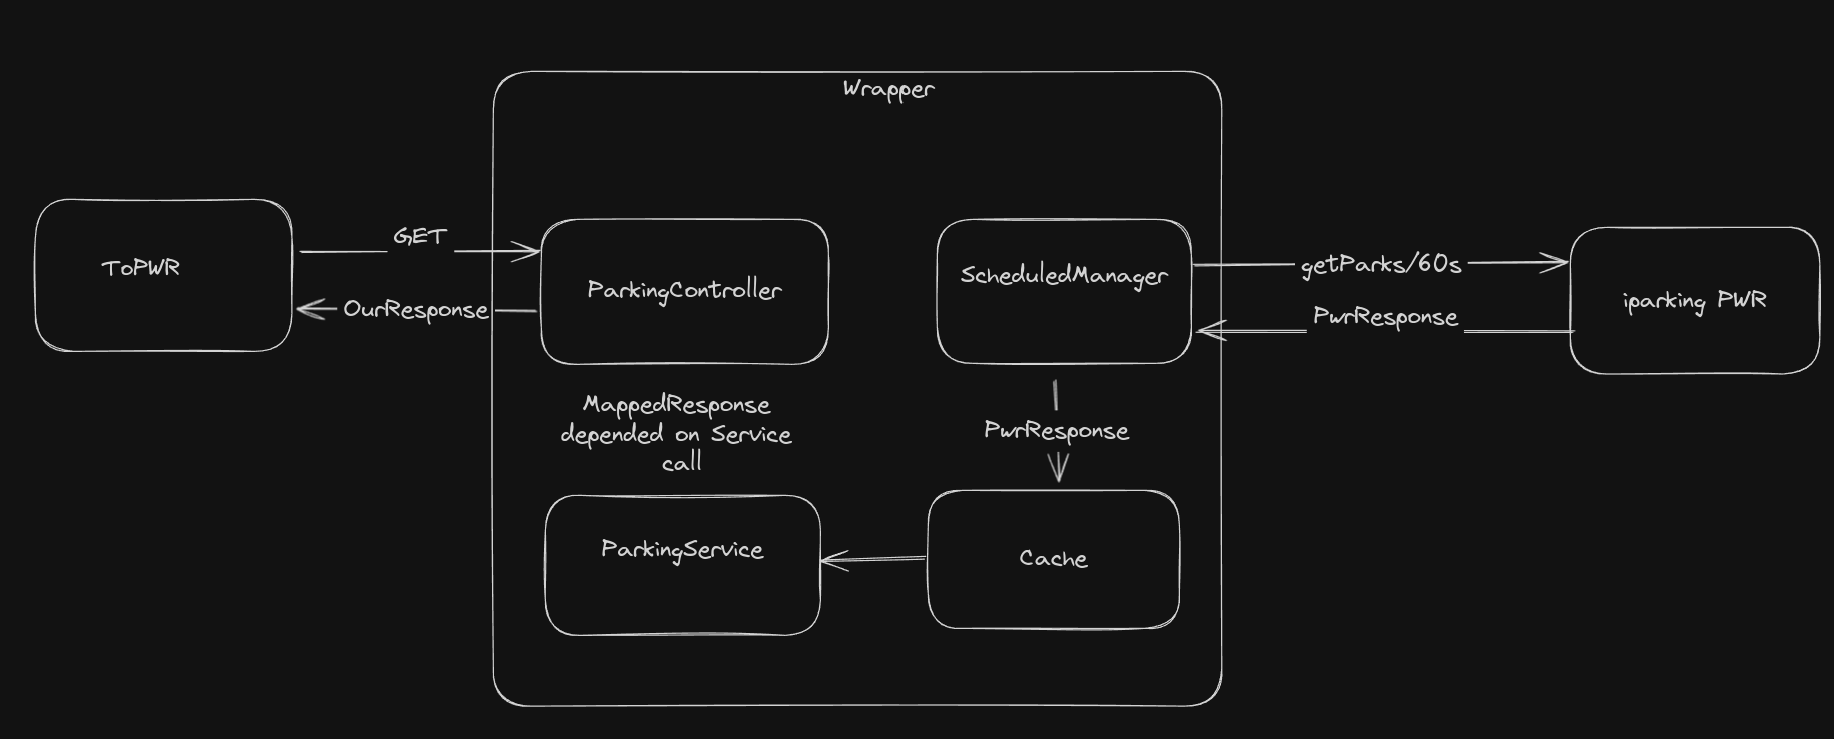 Wrapper
ToPWR
GET
OurResponse
ParkingController
ScheduledManager
getParks/60s
PwrResponse
iparking PWR
MappedResponse
depended on Service
call
PwrResponse
ParkingService
Cache